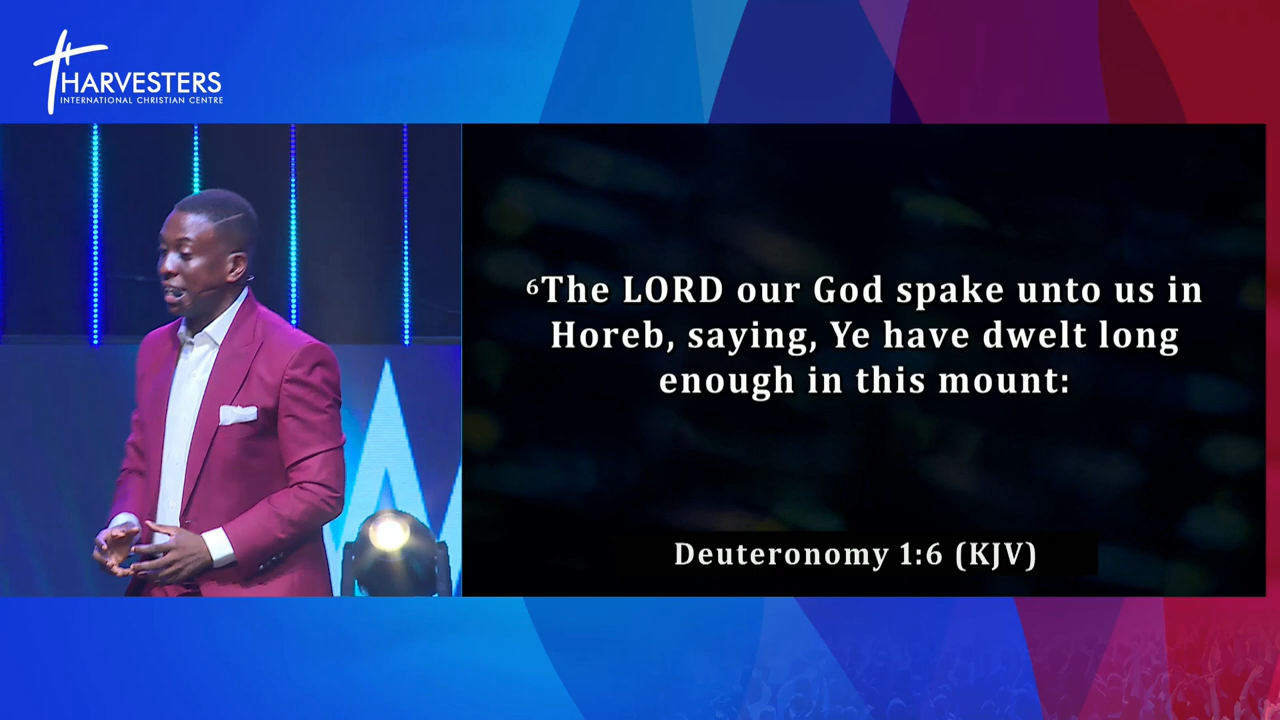 HARVESTERS
INTERNATIONAL CHRISTIAN CENTRE
⁶The LORD our God spake unto us in
Horeb, saying, Ye have dwelt long
enough in this mount:
Deuteronomy 1:6 (KJV)